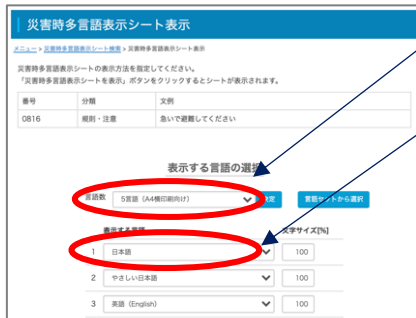 災害時多言語表示シート表示
メニュー > 災害時多言語表示シート検索 > 災害時多言語表示シート表示
災害時多言語表示シートの表示方法を指定してください。
「災害時多言語表示シートを表示」ボタンをクリックするとシートが表示されます。
番号 分類 文例
0816 規則・注意 急いで避難してください
表示する言語の選択
言語数 5言語（A4横印刷向け） 定 言語セットから選択
表示する言語 文字サイズ[%]
1 日本語 100
2 やさしい日本語 100
3 英語（English） 100